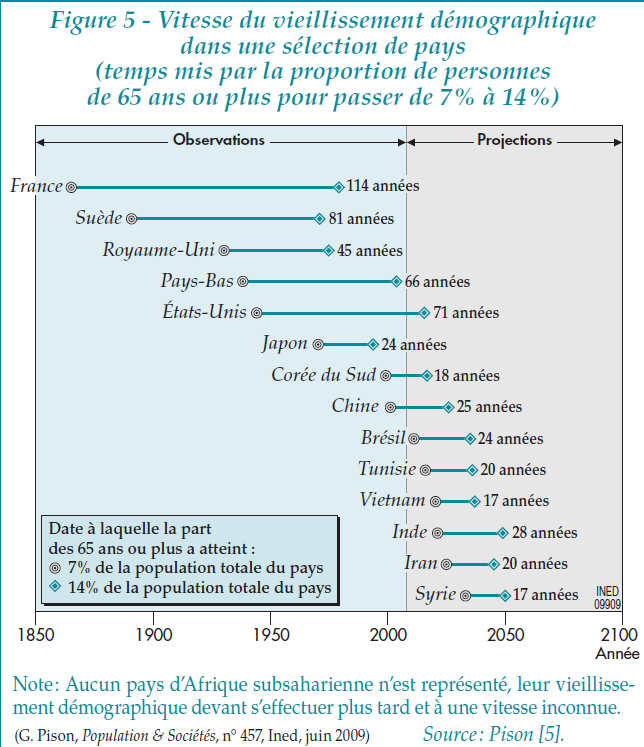 Figure 5 - Vitesse du vieillissement démographique
dans une sélection de pays
(temps mis par la proportion de personnes
de 65 ans ou plus pour passer de 7% à 14%)
Observations Projections
France 114 années
Suède 81 années
Royaume-Uni 45 années
Pays-Bas 66 années
États-Unis 71 années
Japon 24 années
Corée du Sud 18 années
Chine 25 années
Brésil 24 années
Tunisie 20 années
Vietnam 17 années
Inde 28 années
Iran 20 années
Syrie 17 années
Date à laquelle la part
des 65 ans ou plus a atteint :
7% de la population totale du pays
14% de la population totale du pays
INED
09909
1850 1900 1950 2000 2050 2100
Année
Note: Aucun pays d'Afrique subsaharienne n'est représenté, leur vieillisse-
ment démographique devant s'effectuer plus tard et à une vitesse inconnue.
(G. Pison, Population & Sociétés, n° 457, Ined, juin 2009) Source: Pison [5].